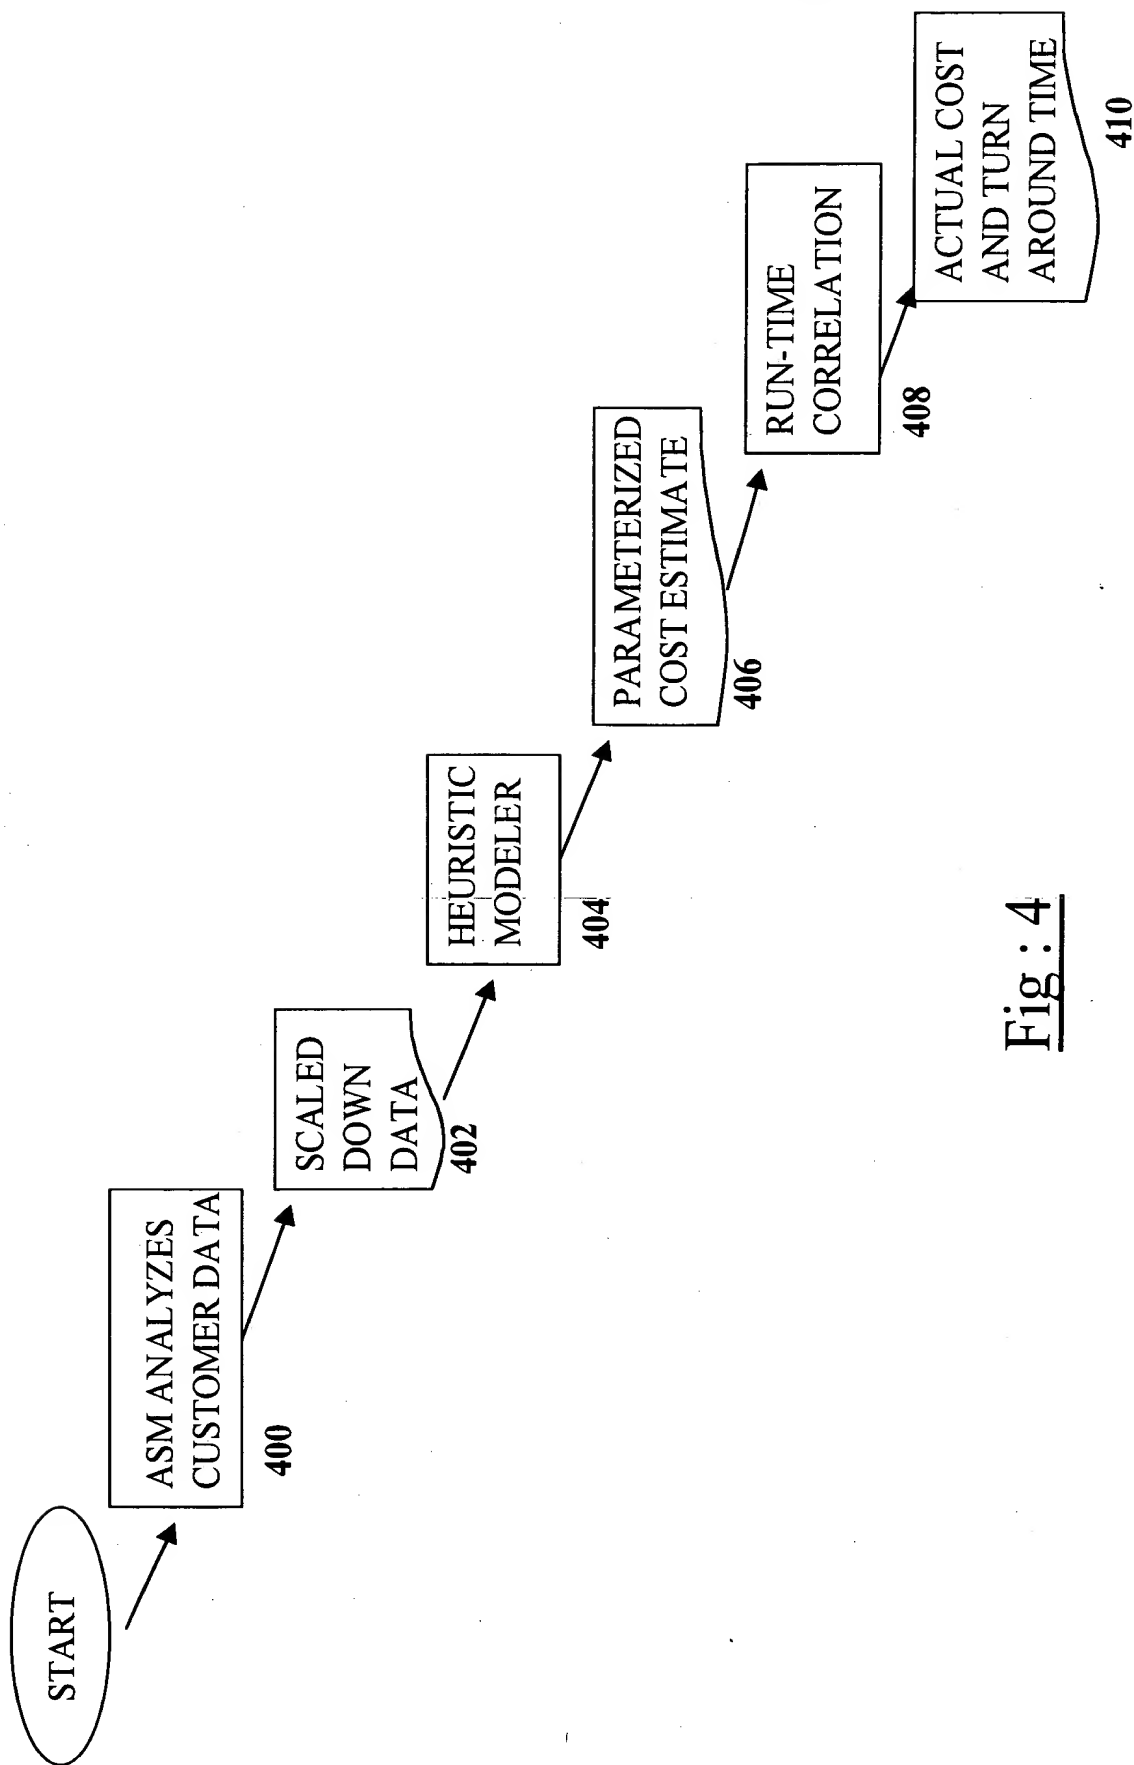 START
ASM ANALYZES
CUSTOMER DATA
400
SCALED
DOWN
DATA
402
HEURISTIC
MODELER
404
PARAMETERIZED
COST ESTIMATE
406
RUN-TIME
CORRELATION
408
ACTUAL COST
AND TURN
AROUND TIME
410
Fig : 4